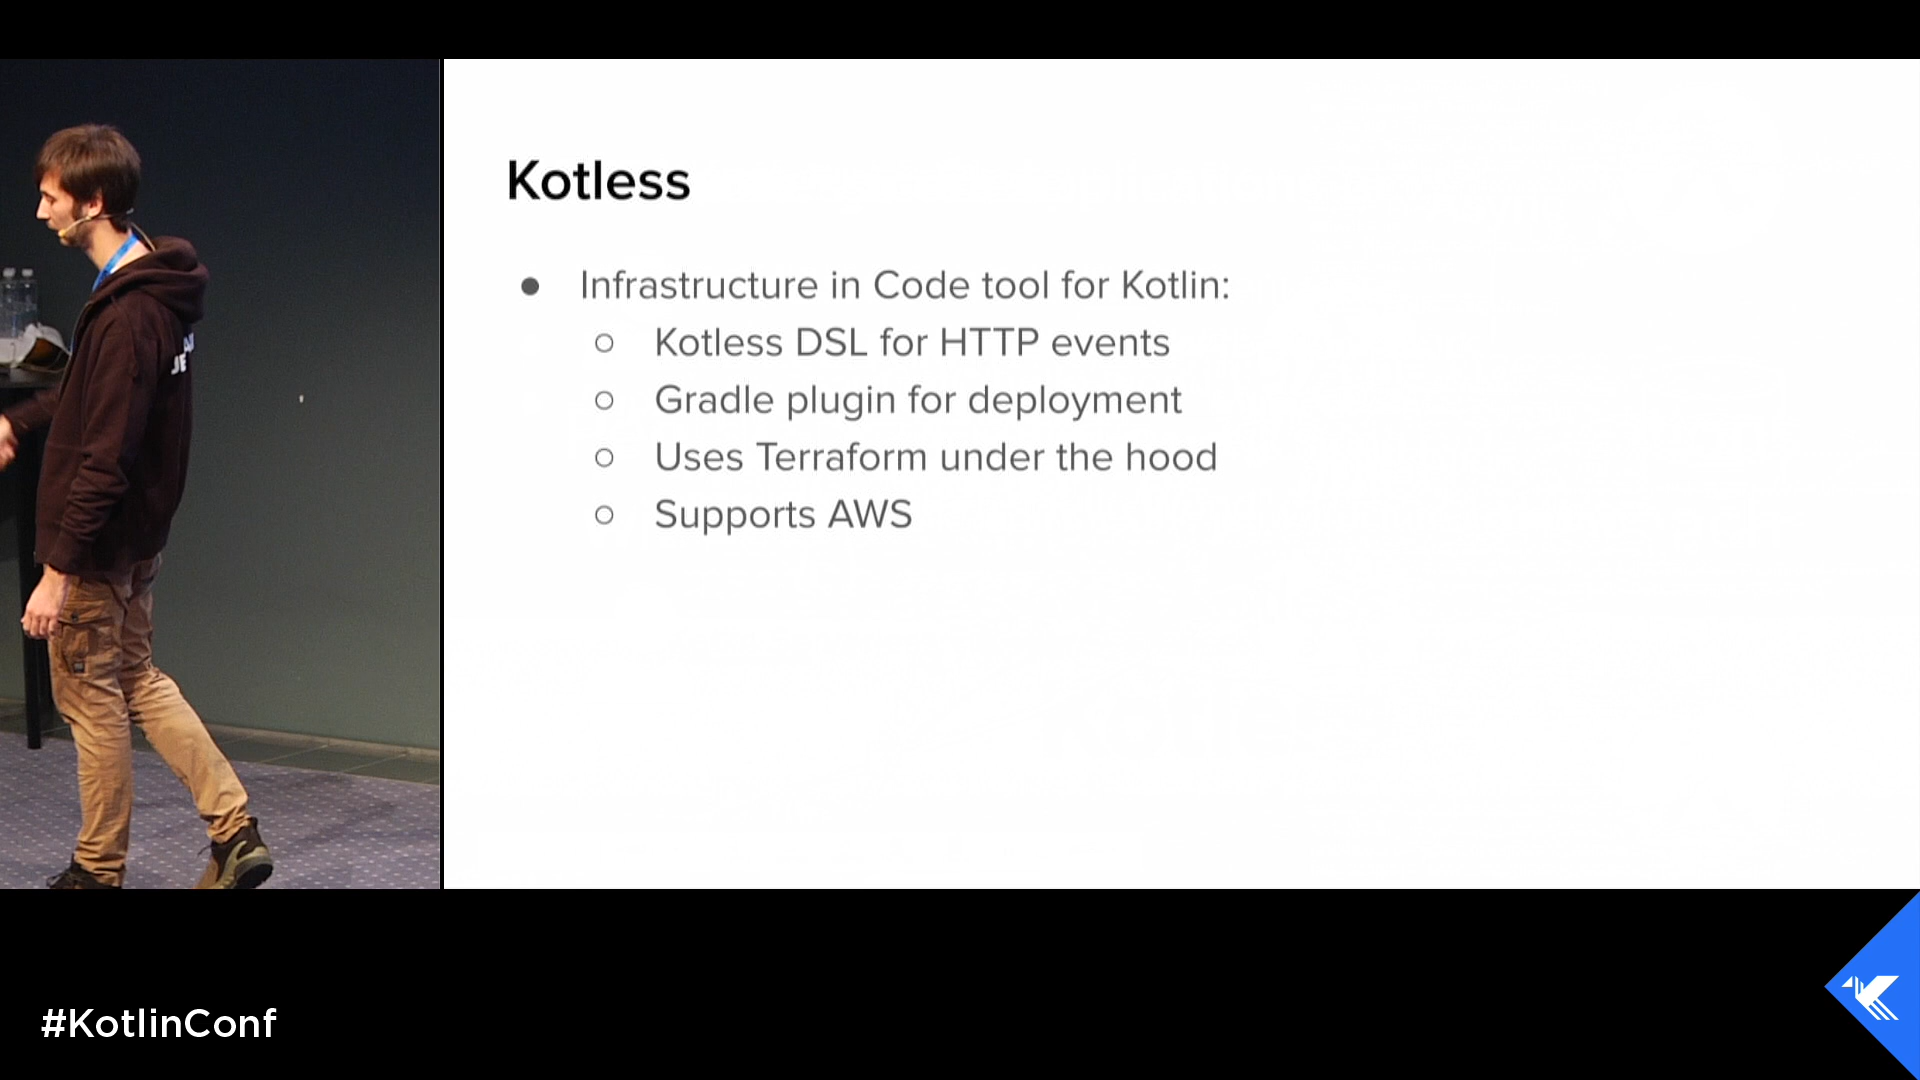 Kotless
● Infrastructure in Code tool for Kotlin:
○ Kotless DSL for HTTP events
○ Gradle plugin for deployment
○ Uses Terraform under the hood
○ Supports AWS
#KotlinConf